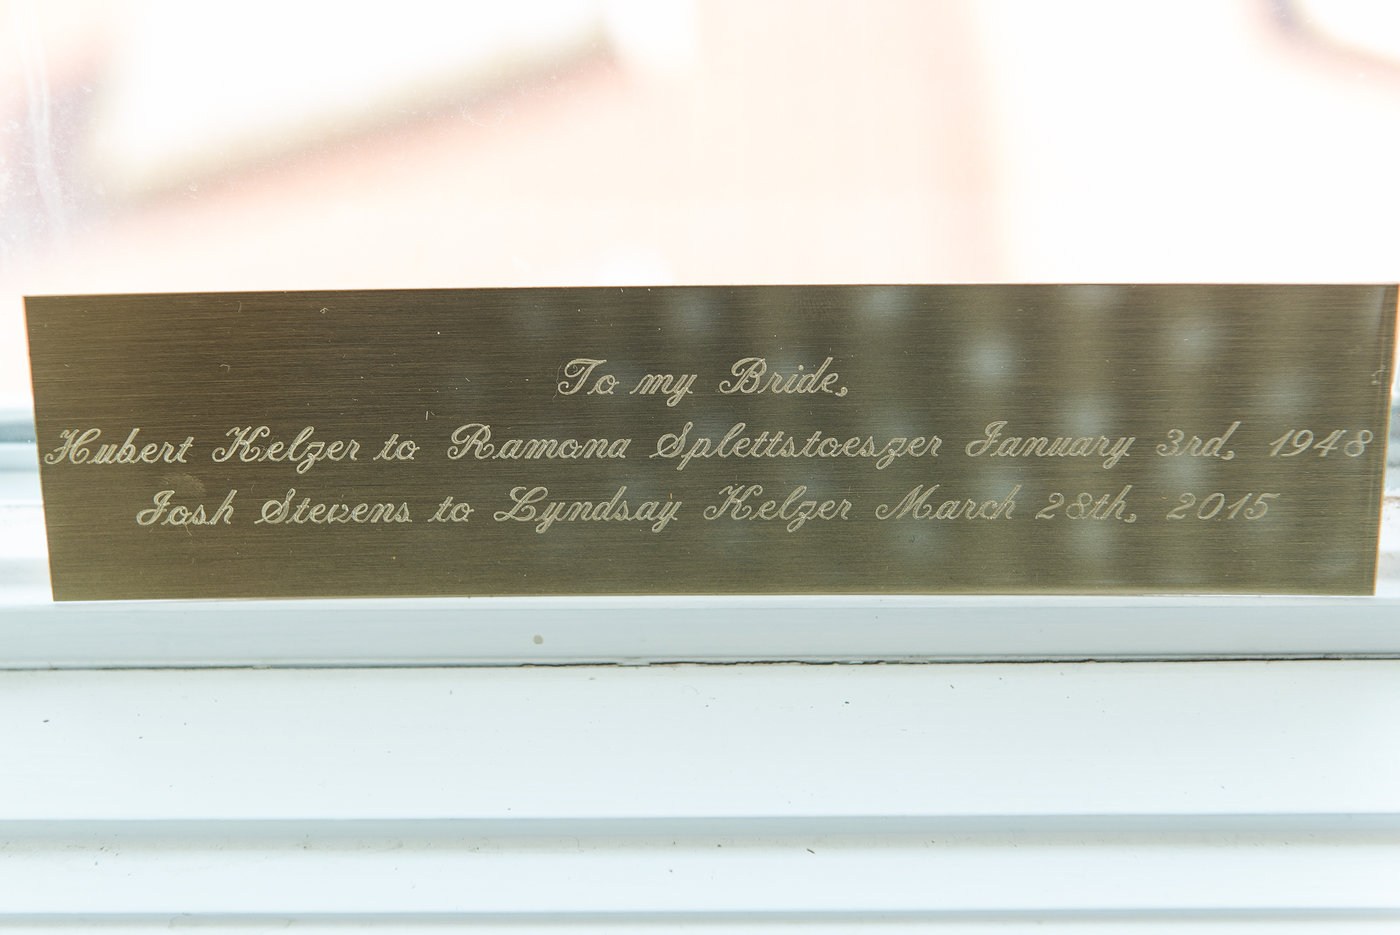 To my Bride,
Hubert Kelzer to Ramona Splettstoeszer January 3rd, 1948
Josh Stevens to Lyndsay Kelzer March 28th, 2015